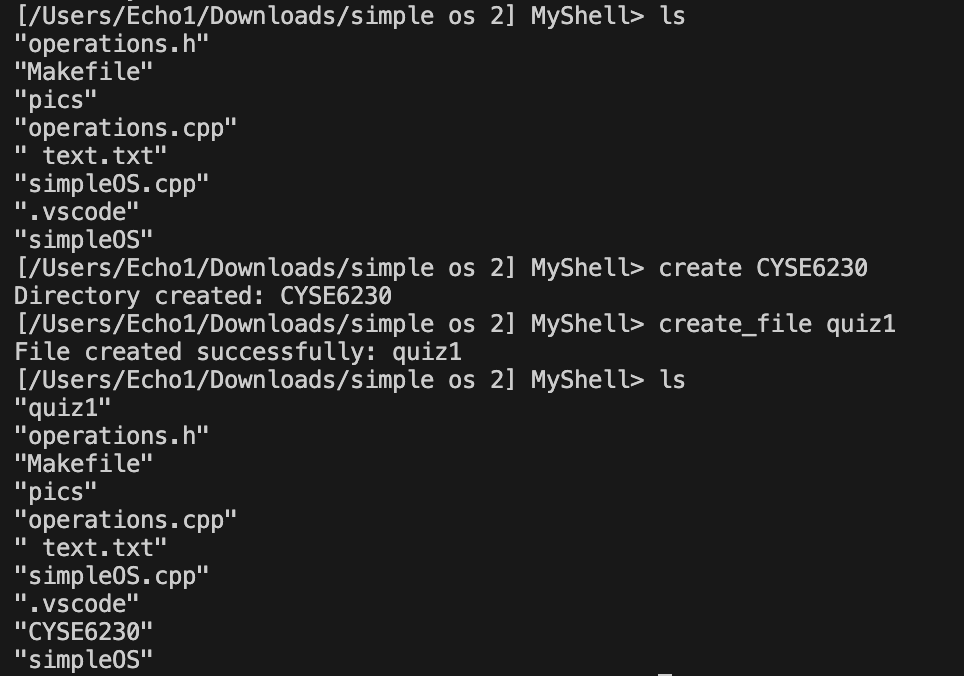 [/Users/Echo1/Downloads/simple os 2] MyShell> ls
"operations.h"
"Makefile"
"pics"
"operations.cpp"
" text.txt"
"simpleOS.cpp"
".vscode"
"simpleOS"
[/Users/Echo1/Downloads/simple os 2] MyShell> create CYSE6230
Directory created: CYSE6230
[/Users/Echo1/Downloads/simple os 2] MyShell> create_file quiz1
File created successfully: quiz1
[/Users/Echo1/Downloads/simple os 2] MyShell> ls
"quiz1"
"operations.h"
"Makefile"
"pics"
"operations.cpp"
" text.txt"
"simpleOS.cpp"
".vscode"
"CYSE6230"
"simpleOS"